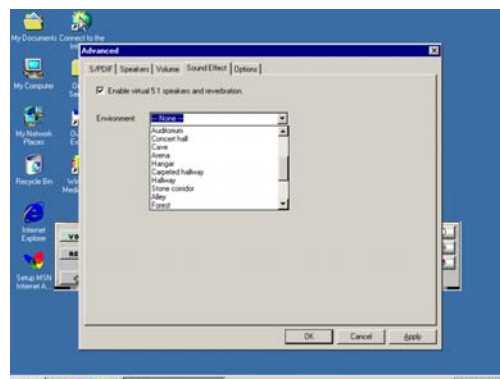 My Documents
Connect to the
Advanced
S/PDIF
Speakers
Volume
Sound Effect
Options
My Computer
Enable virtual 5.1 speakers and reverbration.
Environment:
-- None --
Auditorium
Concert hall
Cave
Arena
Hangar
Carpeted hallway
Hallway
Stone corridor
Alley
Forest
My Network
Places
Recycle Bin
Internet
Explorer
Setup MSN
Internet A...
OK
Cancel
Apply